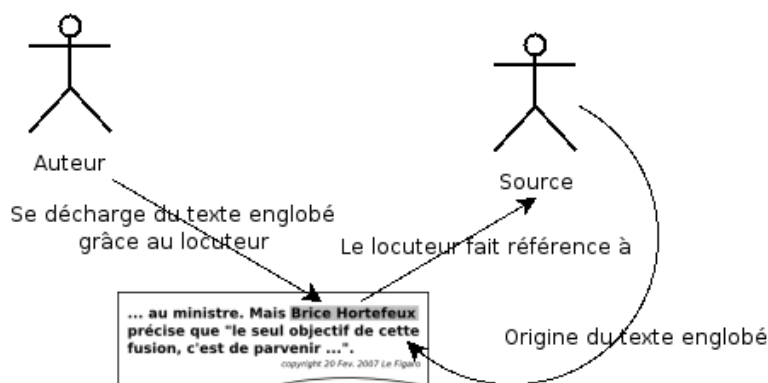 Auteur
Source
Se décharge du texte englobé
grâce au locuteur
Le locuteur fait référence à
... au ministre. Mais Brice Hortefeux
précise que "le seul objectif de cette
fusion, c'est de parvenir ...".
copyright 20 Fev. 2007 Le Figaro
Origine du texte englobé